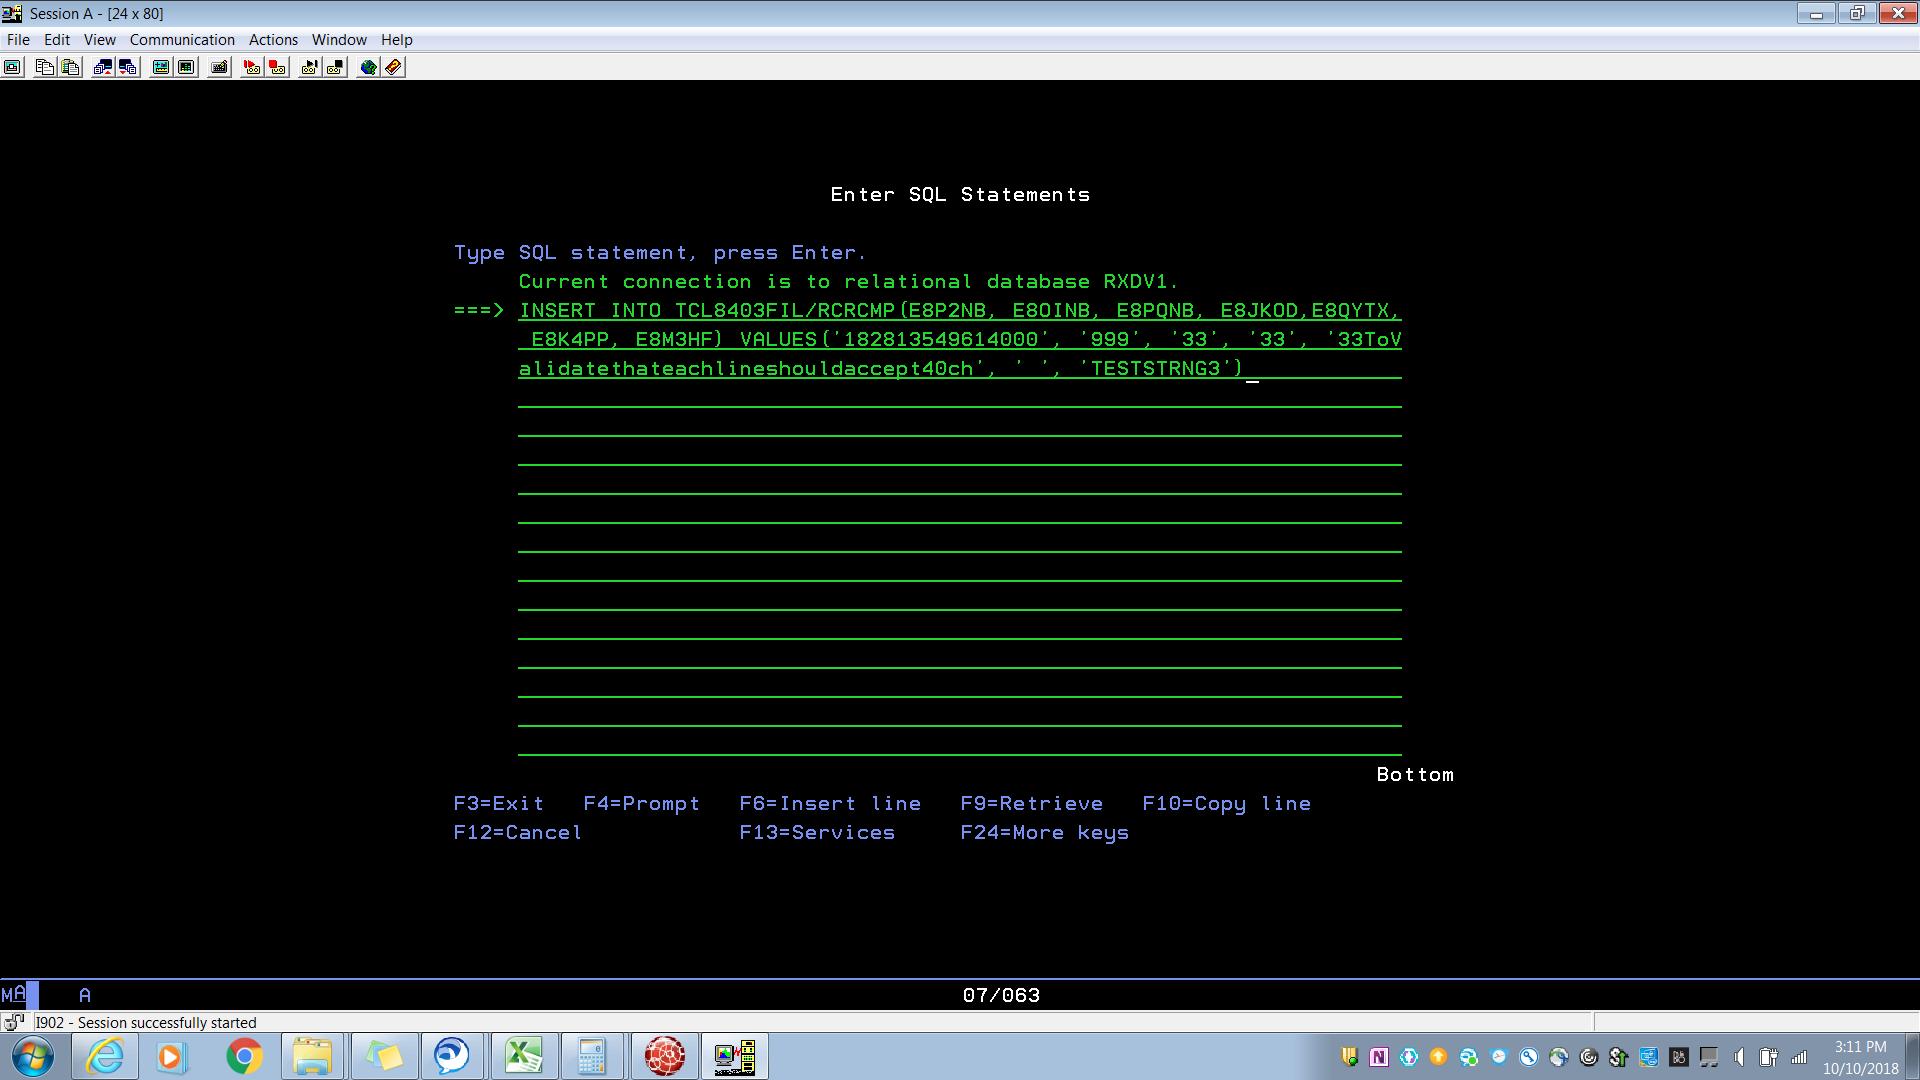 Session A - [24 x 80]
File Edit View Communication Actions Window Help
Enter SQL Statements
Type SQL statement, press Enter.
Current connection is to relational database RXDV1.
===> INSERT INTO TCL8403FIL/RCRCMP(E8P2NB, E8OINB, E8PQNB, E8JKOD,E8QYTX,
E8K4PP, E8M3HF) VALUES('182813549614000', '999', '33', '33', '33ToV
alidatethateachlineshouldaccept40ch', ' ', 'TESTSTRNG3')
Bottom
F3=Exit F4=Prompt F6=Insert line F9=Retrieve F10=Copy line
F12=Cancel F13=Services F24=More keys
MA A 07/063
I902 - Session successfully started
3:11 PM
10/10/2018